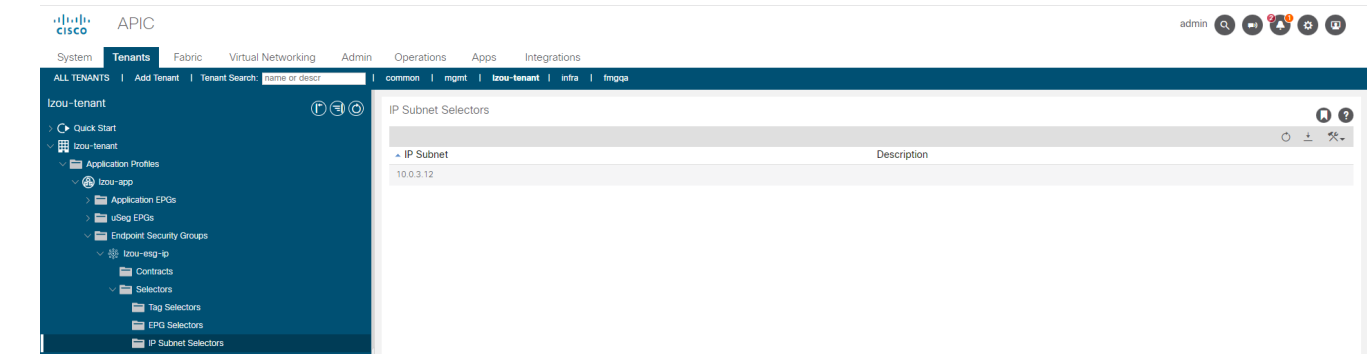 CISCO APIC admin 2 1
System Tenants Fabric Virtual Networking Admin Operations Apps Integrations
ALL TENANTS | Add Tenant | Tenant Search: name or descr | common | mgmt | lzou-tenant | infra | fmgqa
lzou-tenant
Quick Start
lzou-tenant
Application Profiles
lzou-app
Application EPGs
uSeg EPGs
Endpoint Security Groups
lzou-esg-ip
Contracts
Selectors
Tag Selectors
EPG Selectors
IP Subnet Selectors
IP Subnet Selectors
IP Subnet Description
10.0.3.12